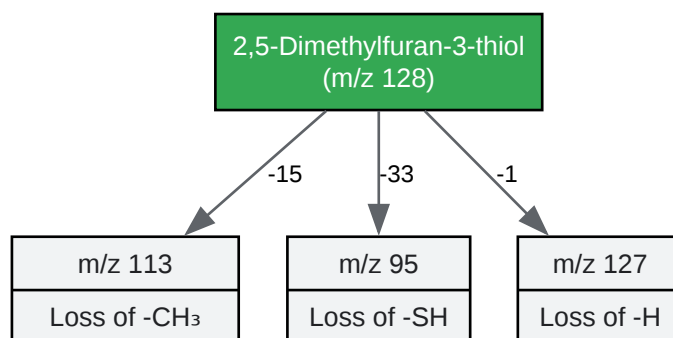 2,5-Dimethylfuran-3-thiol
(m/z 128)
-15
-33
-1
m/z 113
m/z 95
m/z 127
Loss of -CH₃
Loss of -SH
Loss of -H